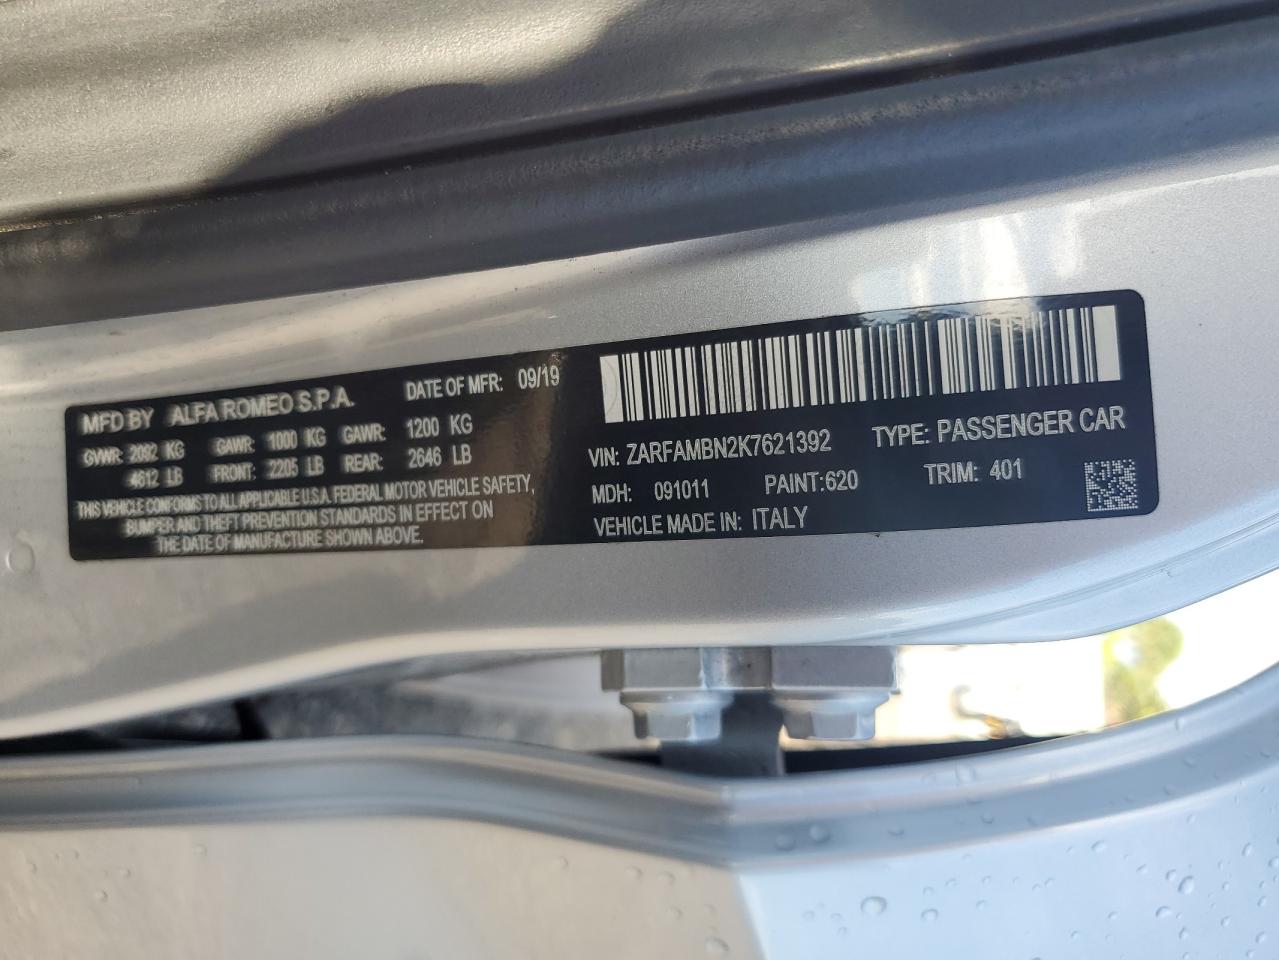 MFD BY ALFA ROMEO S.P.A. DATE OF MFR: 09/19
GVWR: 2092 KG GAWR: 1000 KG GAWR: 1200 KG
4612 LB FRONT: 2205 LB REAR: 2646 LB
THIS VEHICLE CONFORMS TO ALL APPLICABLE U.S.A. FEDERAL MOTOR VEHICLE SAFETY,
BUMPER AND THEFT PREVENTION STANDARDS IN EFFECT ON
THE DATE OF MANUFACTURE SHOWN ABOVE.
VIN: ZARFAMBN2K7621392 TYPE: PASSENGER CAR
MDH: 091011 PAINT:620 TRIM: 401
VEHICLE MADE IN: ITALY